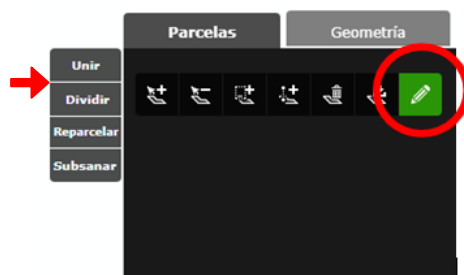 Parcelas Geometría
Unir
Dividir
Reparcelar
Subsanar